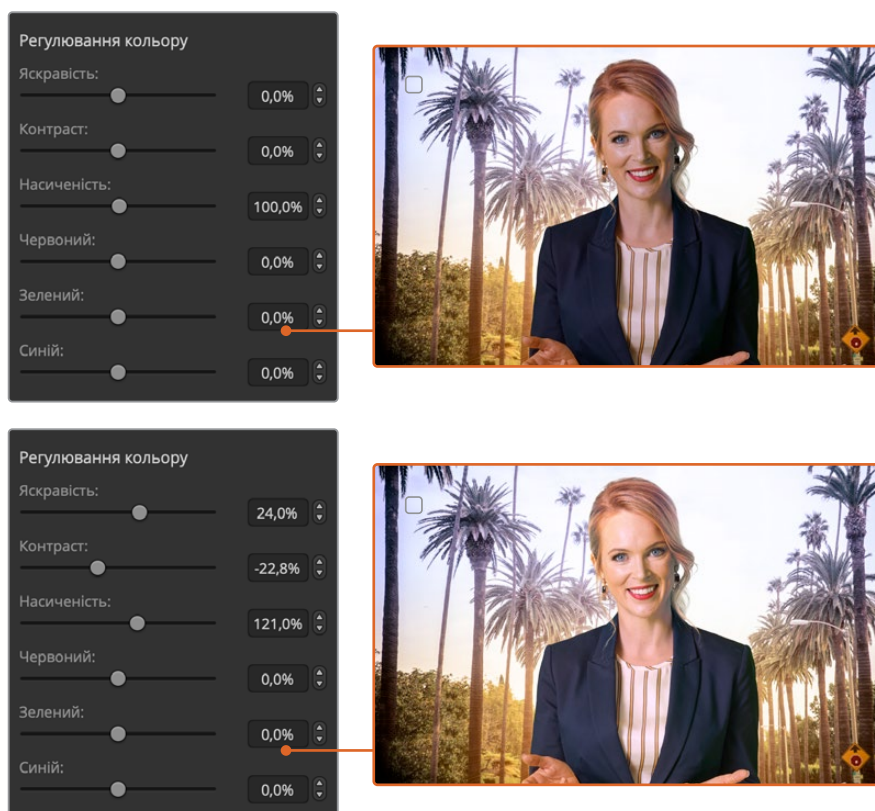 Регулювання кольору
Яскравість:
0,0%
Контраст:
0,0%
Насиченість:
100,0%
Червоний:
0,0%
Зелений:
0,0%
Синій:
0,0%
Регулювання кольору
Яскравість:
24,0%
Контраст:
-22,8%
Насиченість:
121,0%
Червоний:
0,0%
Зелений:
0,0%
Синій:
0,0%